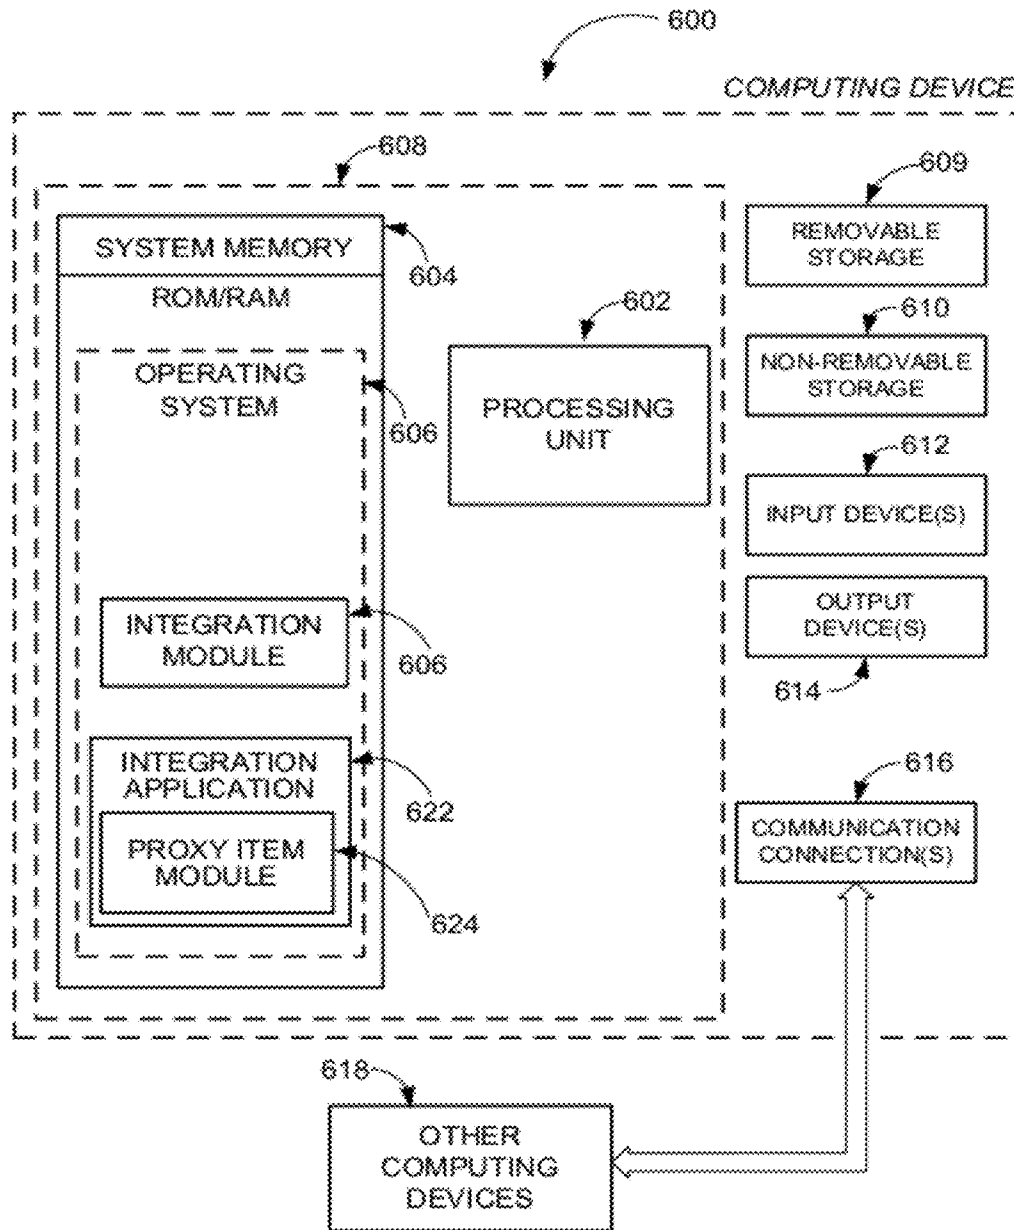 600
COMPUTING DEVICE
608
609
SYSTEM MEMORY
604
REMOVABLE
STORAGE
ROM/RAM
602
610
OPERATING
SYSTEM
606
PROCESSING
UNIT
NON-REMOVABLE
STORAGE
612
INPUT DEVICE(S)
OUTPUT
DEVICE(S)
614
INTEGRATION
MODULE
606
INTEGRATION
APPLICATION
622
616
PROXY ITEM
MODULE
624
COMMUNICATION
CONNECTION(S)
618
OTHER
COMPUTING
DEVICES